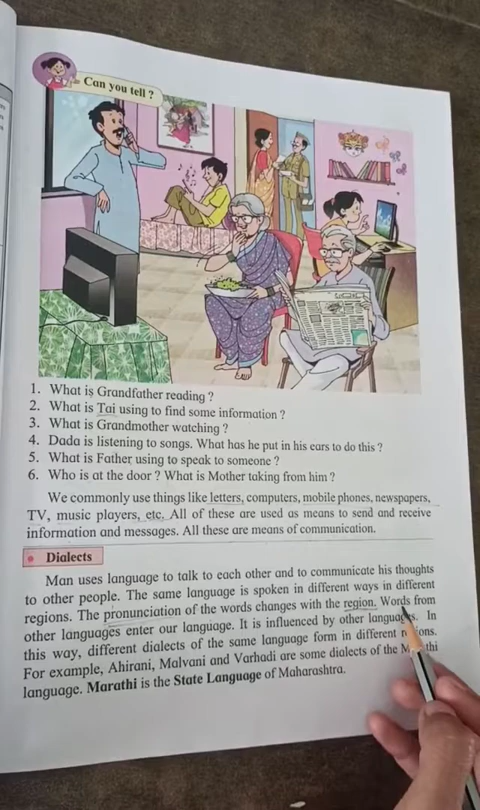 Can you tell ?
1. What is Grandfather reading ?
2. What is Tai using to find some information ?
3. What is Grandmother watching ?
4. Dada is listening to songs. What has he put in his ears to do this ?
5. What is Father using to speak to someone ?
6. Who is at the door ? What is Mother taking from him ?
We commonly use things like letters, computers, mobile phones, newspapers,
TV, music players, etc. All of these are used as means to send and receive
information and messages. All these are means of communication.
• Dialects
Man uses language to talk to each other and to communicate his thoughts
to other people. The same language is spoken in different ways in different
regions. The pronunciation of the words changes with the region. Words from
other languages enter our language. It is influenced by other languages. In
this way, different dialects of the same language form in different regions.
For example, Ahirani, Malvani and Varhadi are some dialects of the Marathi
language. Marathi is the State Language of Maharashtra.